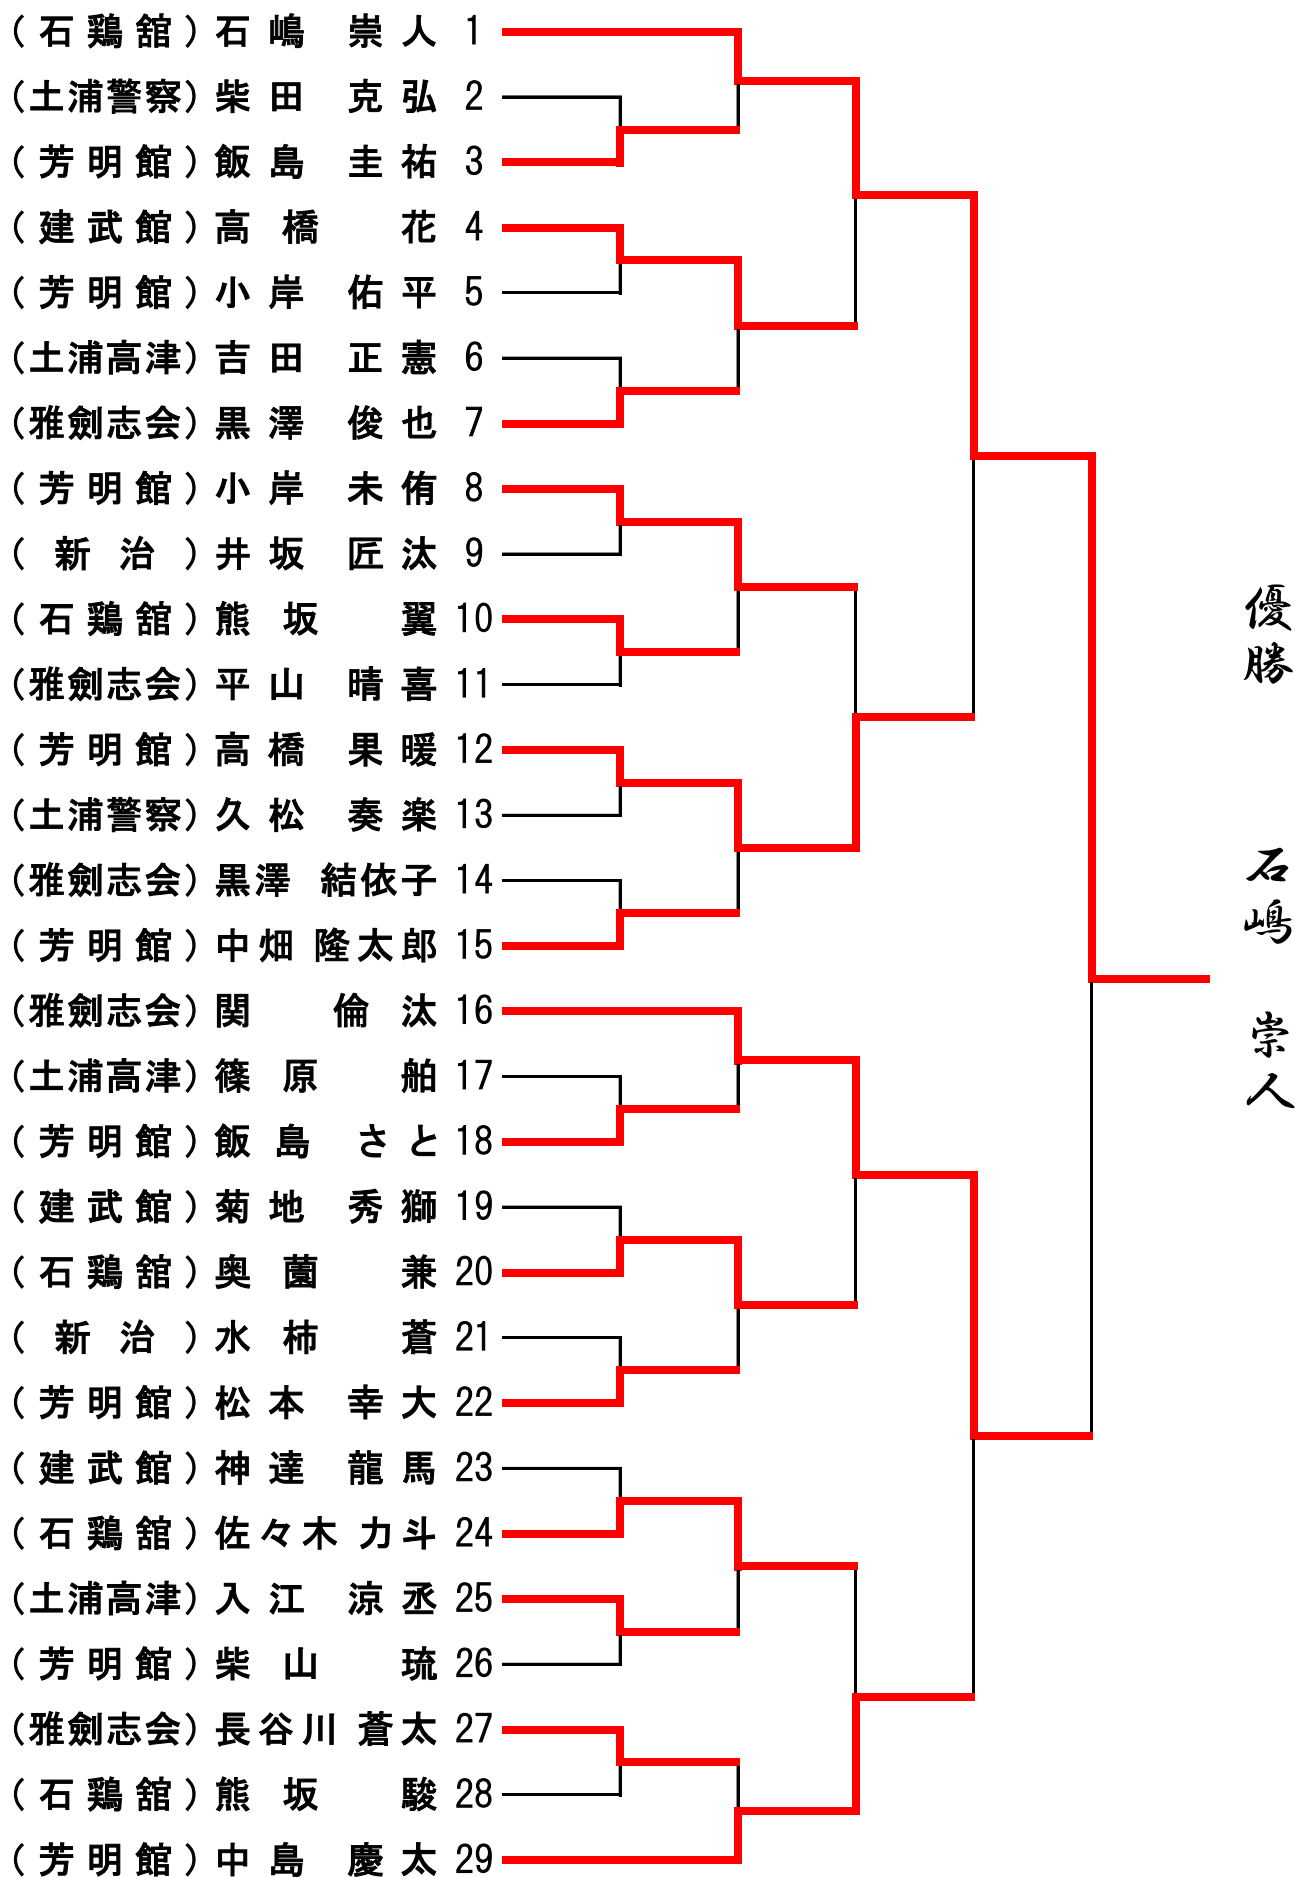 (石鶏舘) 石嶋 崇人 1
(土浦警察) 柴田 克弘 2
(芳明館) 飯島 圭祐 3
(建武館) 高橋 花 4
(芳明館) 小岸 佑平 5
(土浦高津) 吉田 正憲 6
(雅劍志会) 黒澤 俊也 7
(芳明館) 小岸 未侑 8
(新治) 井坂 匠汰 9
(石鶏舘) 熊坂 翼 10
(雅劍志会) 平山 晴喜 11
(芳明館) 高橋 果暖 12
(土浦警察) 久松 奏楽 13
(雅劍志会) 黒澤 結依子 14
(芳明館) 中畑 隆太郎 15
(雅劍志会) 関 倫汰 16
(土浦高津) 篠原 舶 17
(芳明館) 飯島 さと 18
(建武館) 菊地 秀獅 19
(石鶏舘) 奥薗 兼 20
(新治) 水柿 蒼 21
(芳明館) 松本 幸大 22
(建武館) 神達 龍馬 23
(石鶏舘) 佐々木 力斗 24
(土浦高津) 入江 涼丞 25
(芳明館) 柴山 琉 26
(雅劍志会) 長谷川 蒼太 27
(石鶏舘) 熊坂 駿 28
(芳明館) 中島 慶太 29
優勝 石嶋 崇人